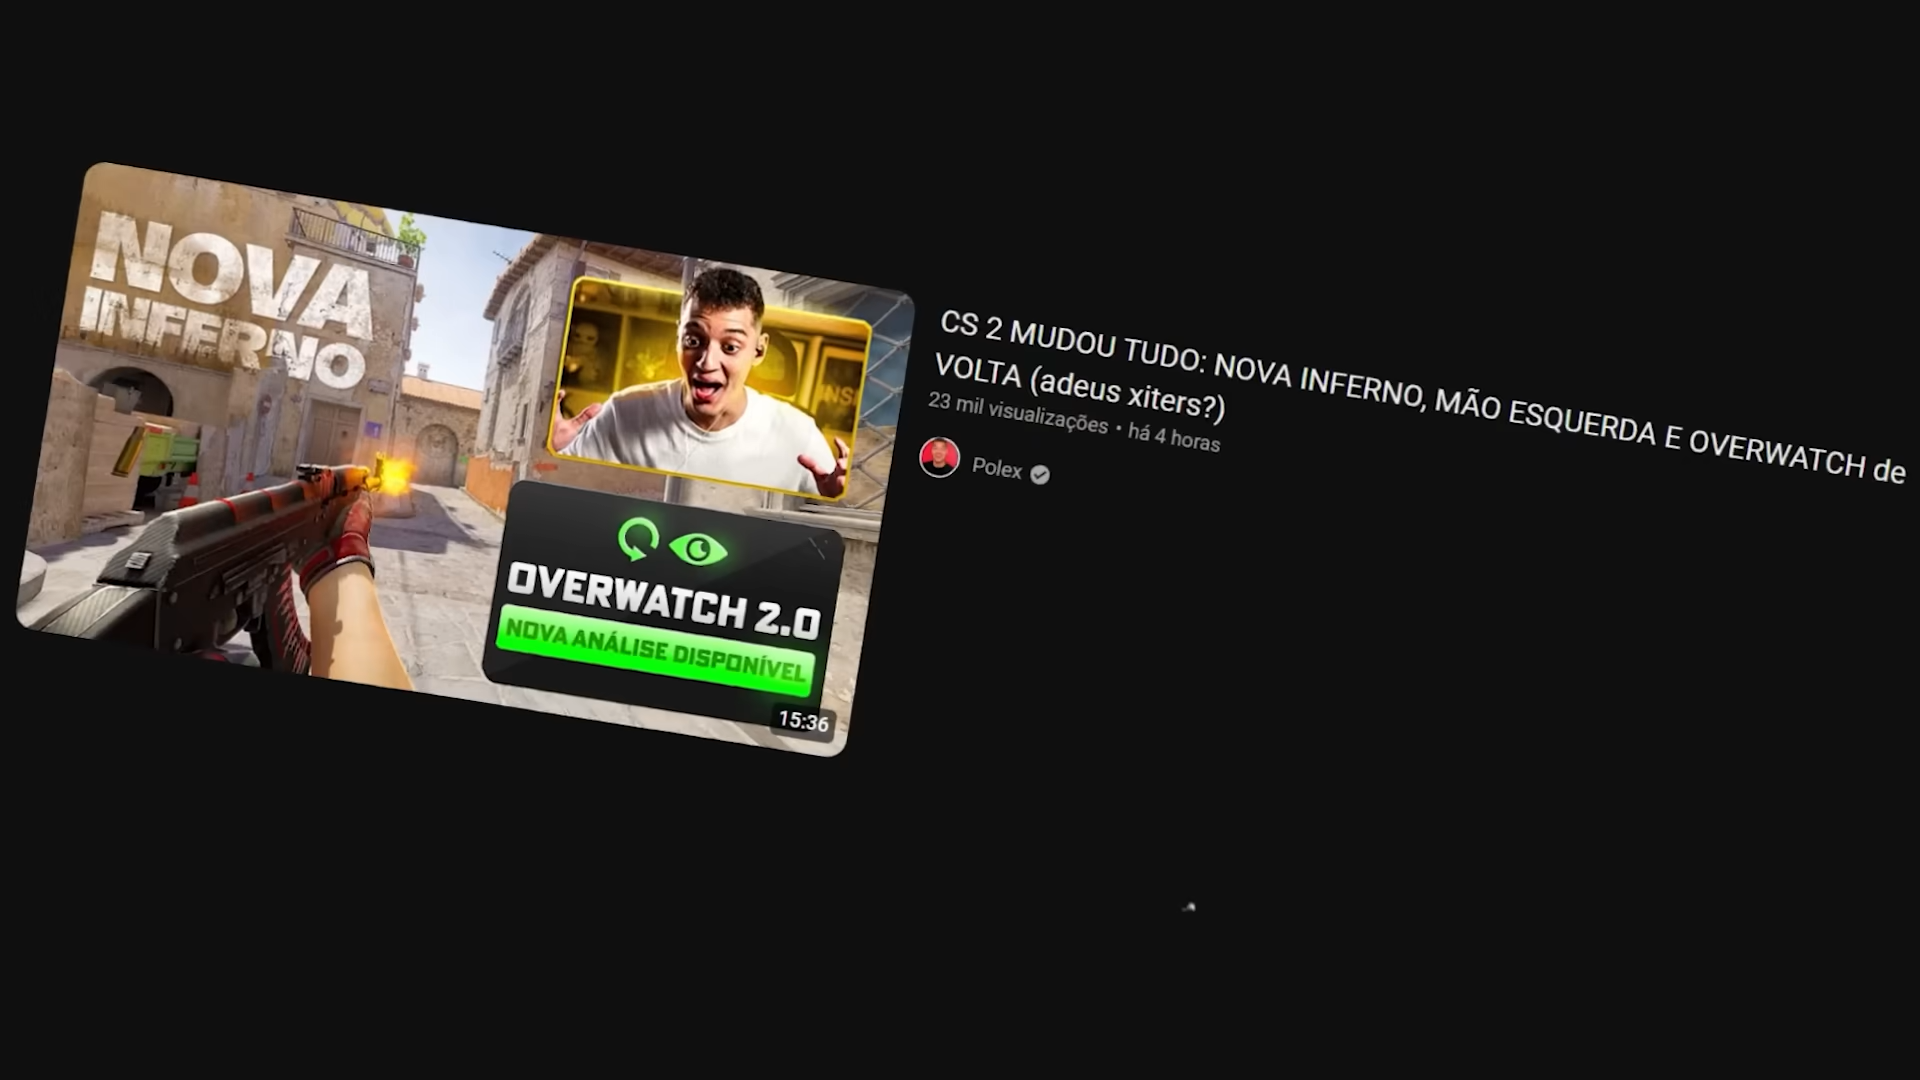 NOVA
INFERNO
OVERWATCH 2.0
NOVA ANÁLISE DISPONÍVEL
15:36
CS 2 MUDOU TUDO: NOVA INFERNO, MÃO ESQUERDA E OVERWATCH de
VOLTA (adeus xiters?)
23 mil visualizações • há 4 horas
Polex